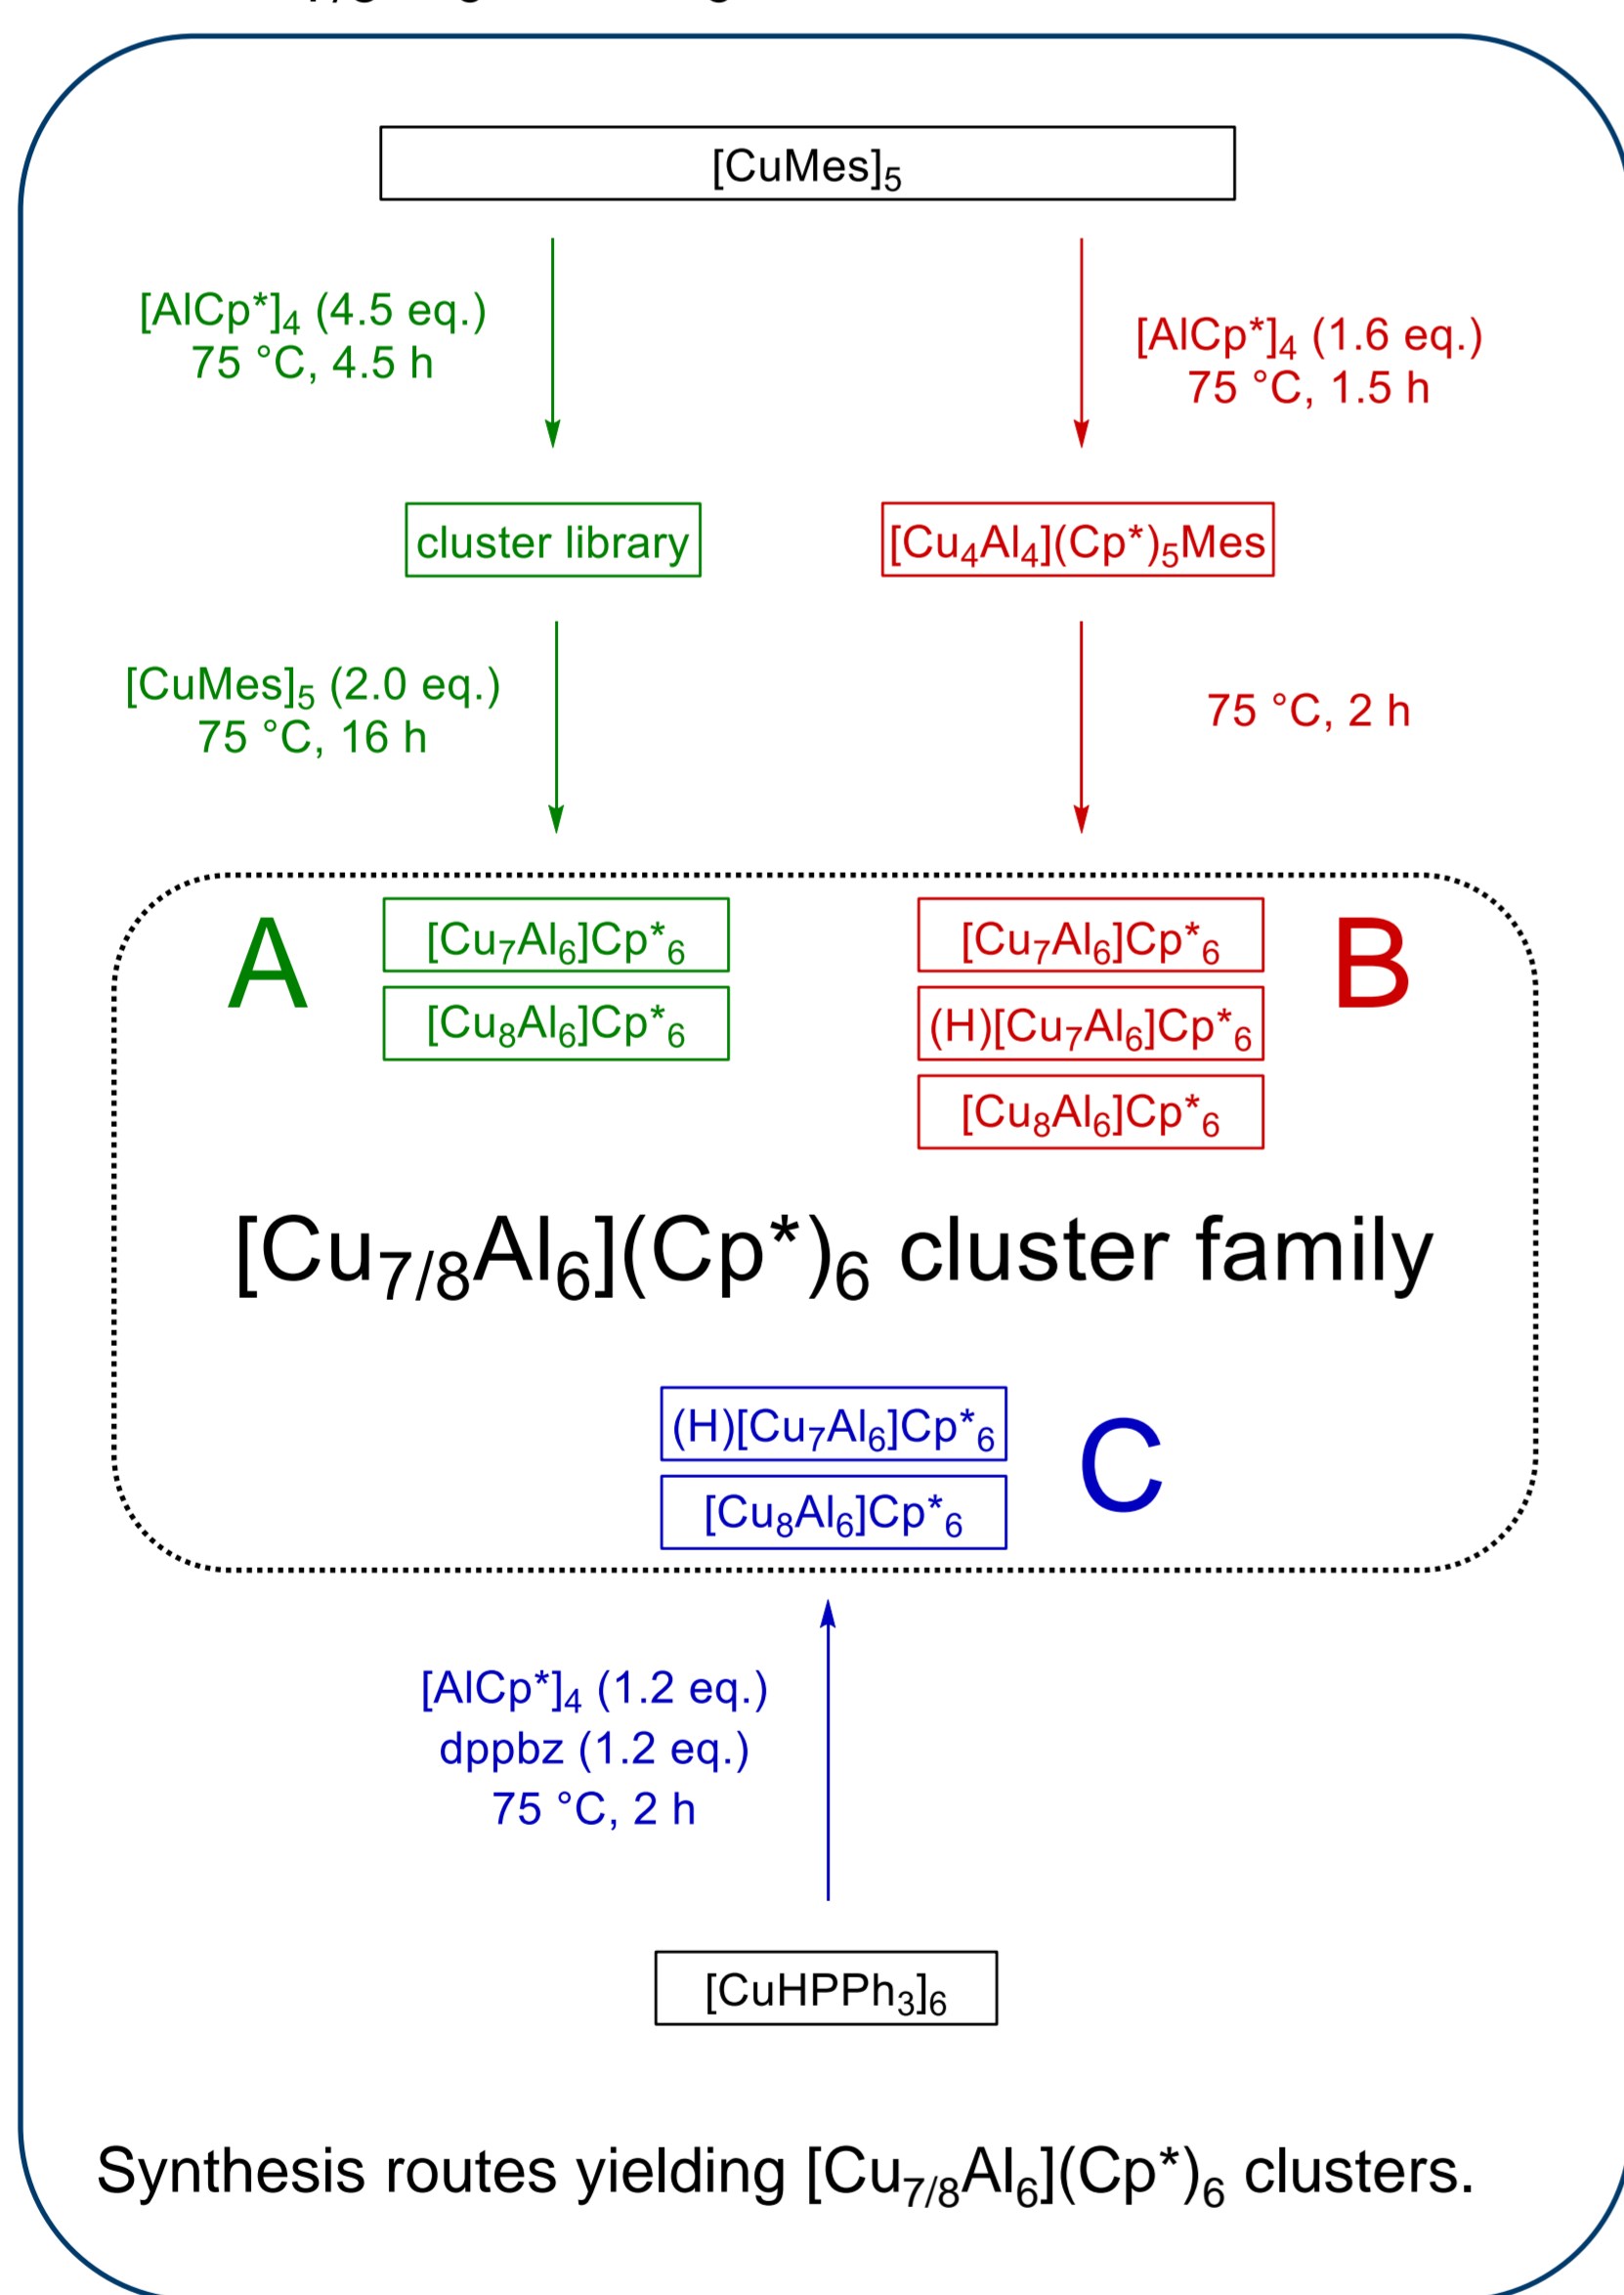 [CuMes]₅
[AlCp*]₄ (4.5 eq.)
75 °C, 4.5 h
[AlCp*]₄ (1.6 eq.)
75 °C, 1.5 h
cluster library
[Cu₄Al₄](Cp*)₅Mes
[CuMes]₅ (2.0 eq.)
75 °C, 16 h
75 °C, 2 h
A
[Cu₇Al₆]Cp*₆
[Cu₈Al₆]Cp*₆
[Cu₇Al₆]Cp*₆
(H)[Cu₇Al₆]Cp*₆
[Cu₈Al₆]Cp*₆
B
[Cu₇/₈Al₆](Cp*)₆ cluster family
(H)[Cu₇Al₆]Cp*₆
[Cu₈Al₆]Cp*₆
C
[AlCp*]₄ (1.2 eq.)
dppbz (1.2 eq.)
75 °C, 2 h
[CuHPPh₃]₆
Synthesis routes yielding [Cu₇/₈Al₆](Cp*)₆ clusters.